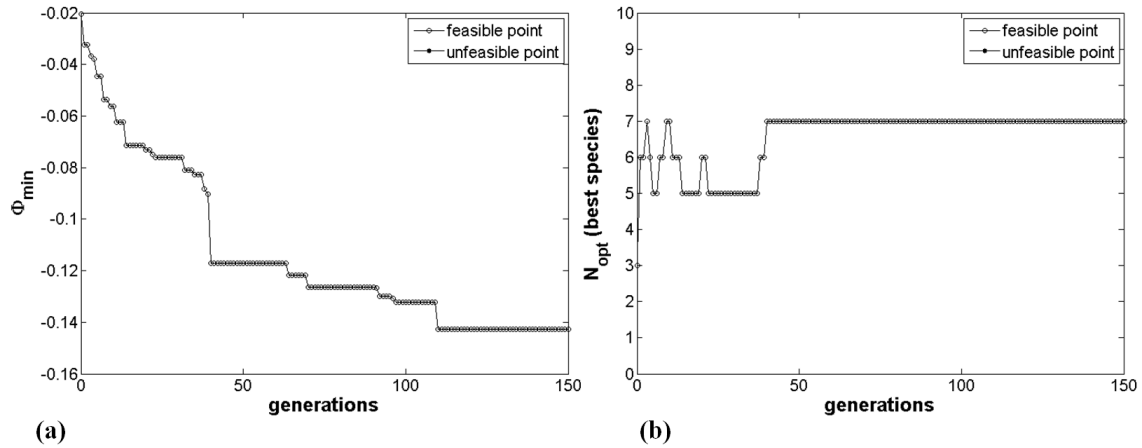 -0.02
-0.04
-0.06
-0.08
-0.1
-0.12
-0.14
-0.16
Φmin
0
50
100
150
generations
feasible point
unfeasible point
(a)
10
9
8
7
6
5
4
3
2
1
0
Nopt (best species)
0
50
100
150
generations
feasible point
unfeasible point
(b)